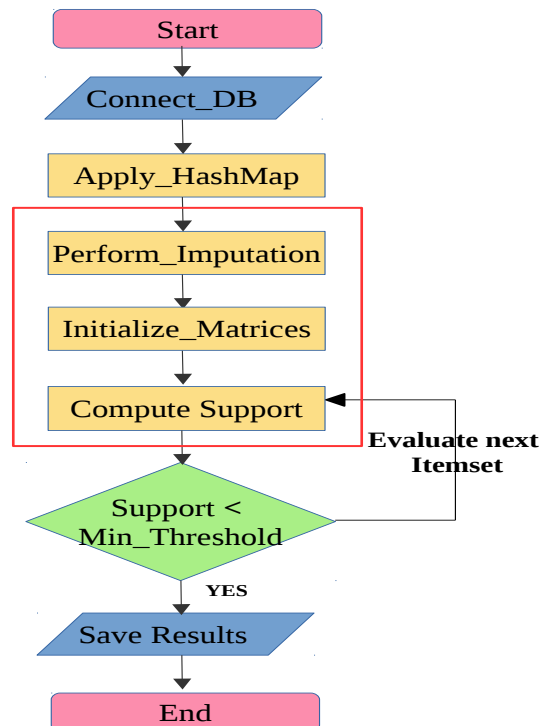 Start
Connect_DB
Apply_HashMap
Perform_Imputation
Initialize_Matrices
Compute Support
Evaluate next
Itemset
Support <
Min_Threshold
YES
Save Results
End